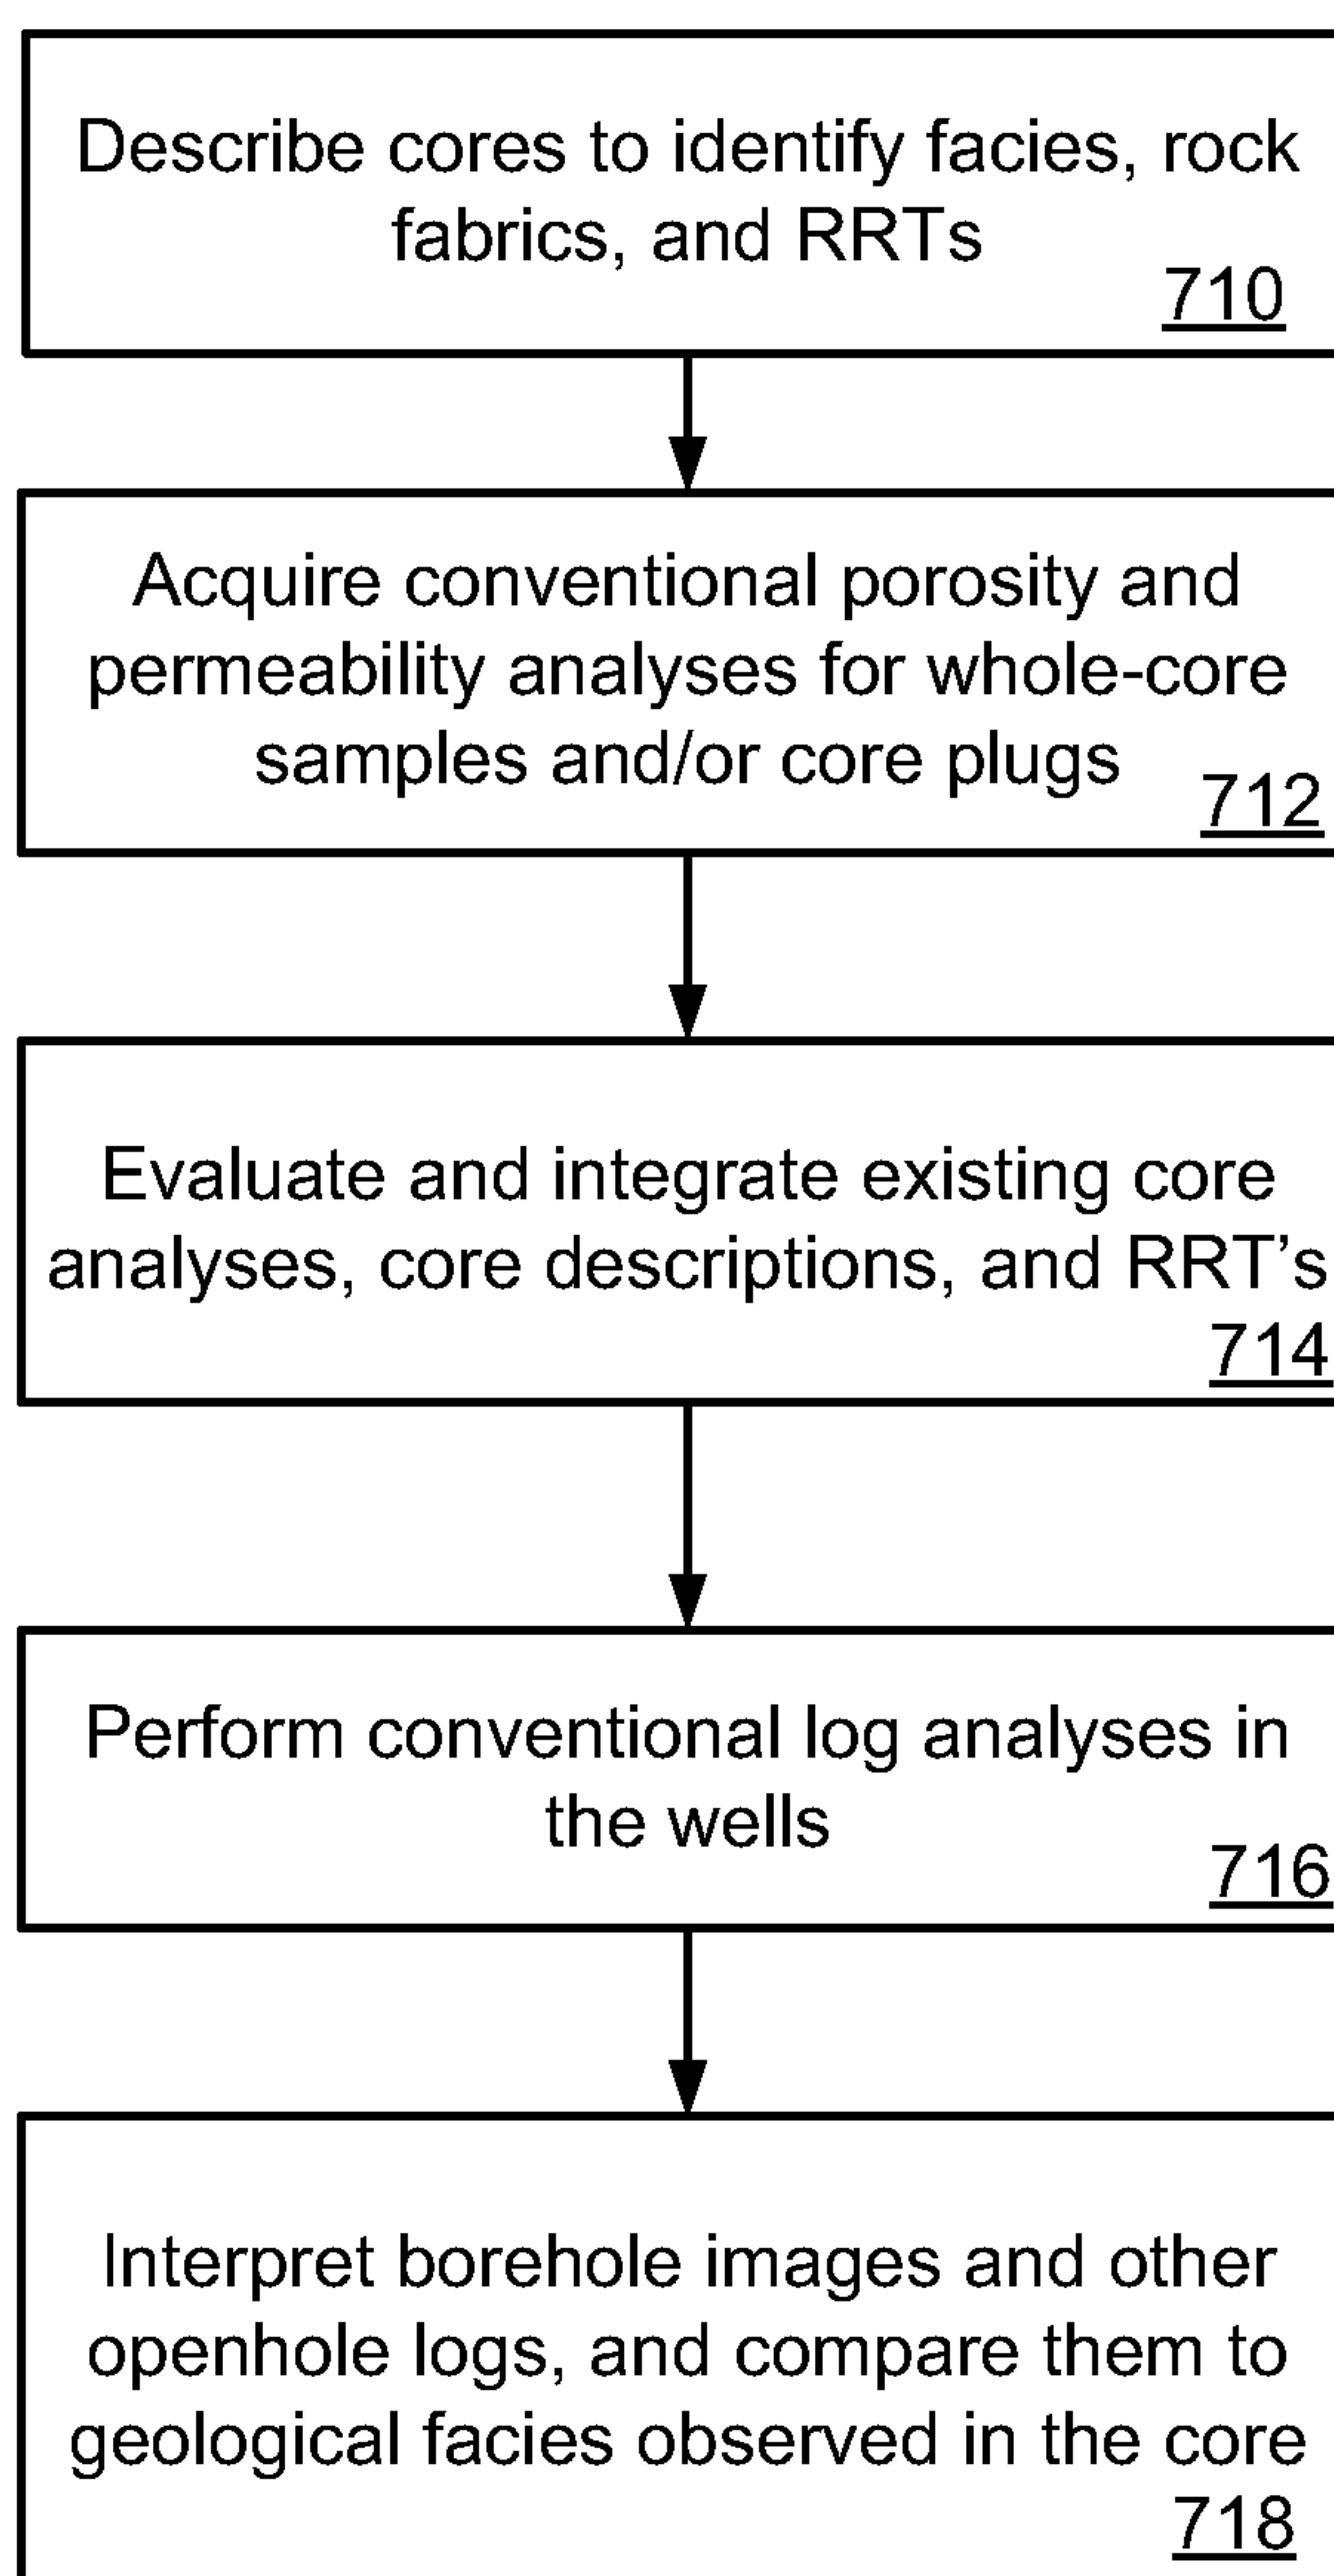 Describe cores to identify facies, rock
fabrics, and RRTs
710
Acquire conventional porosity and
permeability analyses for whole-core
samples and/or core plugs
712
Evaluate and integrate existing core
analyses, core descriptions, and RRT’s
714
Perform conventional log analyses in
the wells
716
Interpret borehole images and other
openhole logs, and compare them to
geological facies observed in the core
718